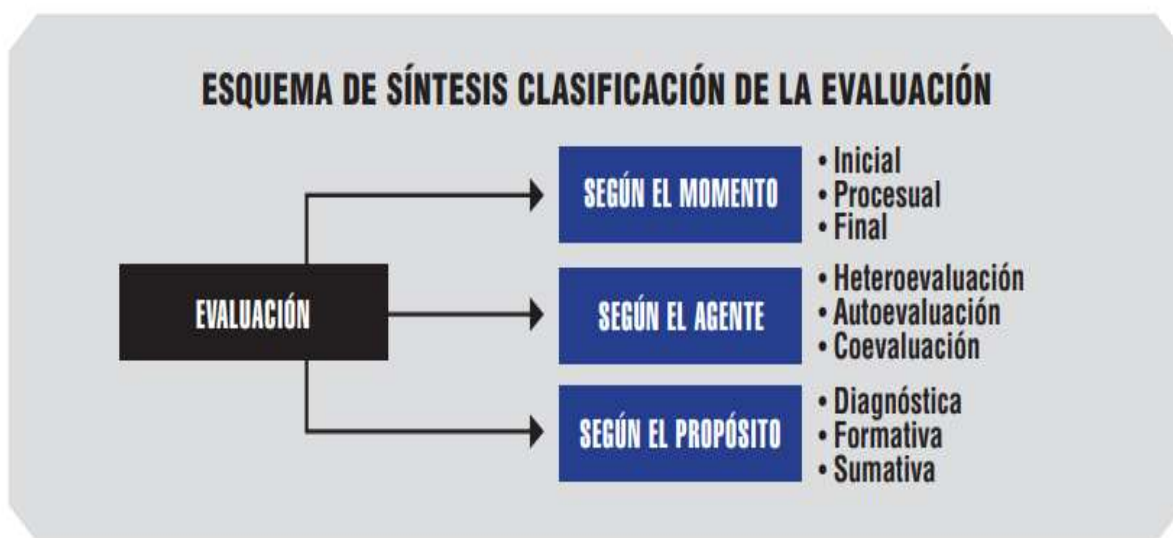 ESQUEMA DE SÍNTESIS CLASIFICACIÓN DE LA EVALUACIÓN
EVALUACIÓN
SEGÚN EL MOMENTO
• Inicial
• Procesual
• Final
SEGÚN EL AGENTE
• Heteroevaluación
• Autoevaluación
• Coevaluación
SEGÚN EL PROPÓSITO
• Diagnóstica
• Formativa
• Sumativa